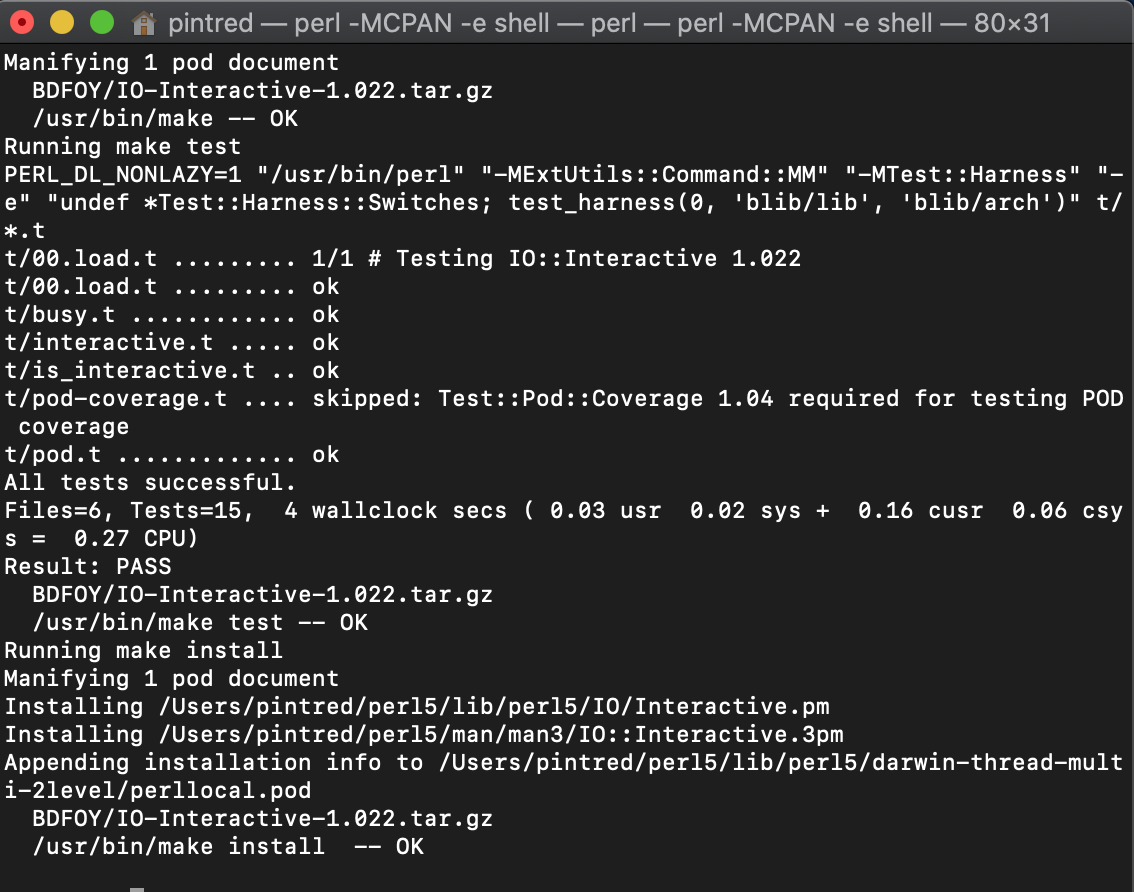 pintred — perl -MCPAN -e shell — perl — perl -MCPAN -e shell — 80×31
Manifying 1 pod document
  BDFOY/IO-Interactive-1.022.tar.gz
  /usr/bin/make -- OK
Running make test
PERL_DL_NONLAZY=1 "/usr/bin/perl" "-MExtUtils::Command::MM" "-MTest::Harness" "-
e" "undef *Test::Harness::Switches; test_harness(0, 'blib/lib', 'blib/arch')" t/
*.t
t/00.load.t ......... 1/1 # Testing IO::Interactive 1.022
t/00.load.t ......... ok
t/busy.t ............ ok
t/interactive.t ..... ok
t/is_interactive.t .. ok
t/pod-coverage.t .... skipped: Test::Pod::Coverage 1.04 required for testing POD
 coverage
t/pod.t ............. ok
All tests successful.
Files=6, Tests=15,  4 wallclock secs ( 0.03 usr  0.02 sys +  0.16 cusr  0.06 csy
s =  0.27 CPU)
Result: PASS
  BDFOY/IO-Interactive-1.022.tar.gz
  /usr/bin/make test -- OK
Running make install
Manifying 1 pod document
Installing /Users/pintred/perl5/lib/perl5/IO/Interactive.pm
Installing /Users/pintred/perl5/man/man3/IO::Interactive.3pm
Appending installation info to /Users/pintred/perl5/lib/perl5/darwin-thread-mult
i-2level/perllocal.pod
  BDFOY/IO-Interactive-1.022.tar.gz
  /usr/bin/make install  -- OK